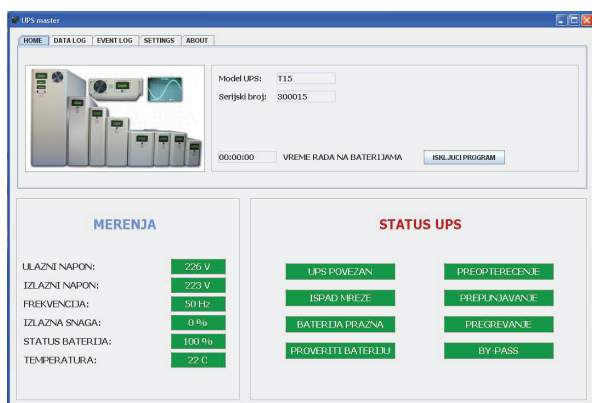 UPS master
HOME DATA LOG EVENT LOG SETTINGS ABOUT
Model UPS: T15
Serijski broj: 300015
00:00:00 VREME RADA NA BATERIJAMA ISKLJUCI PROGRAM
MERENJA
ULAZNI NAPON: 226 V
IZLAZNI NAPON: 223 V
FREKVENCIJA: 50 Hz
IZLAZNA SNAGA: 0 %
STATUS BATERIJA: 100 %
TEMPERATURA: 22 C
STATUS UPS
UPS POVEZAN PREOPTERECENJE
ISPAD MREZE PREPUNJAVANJE
BATERIJA PRAZNA PREGREVANJE
PROVERITI BATERIJU BY-PASS